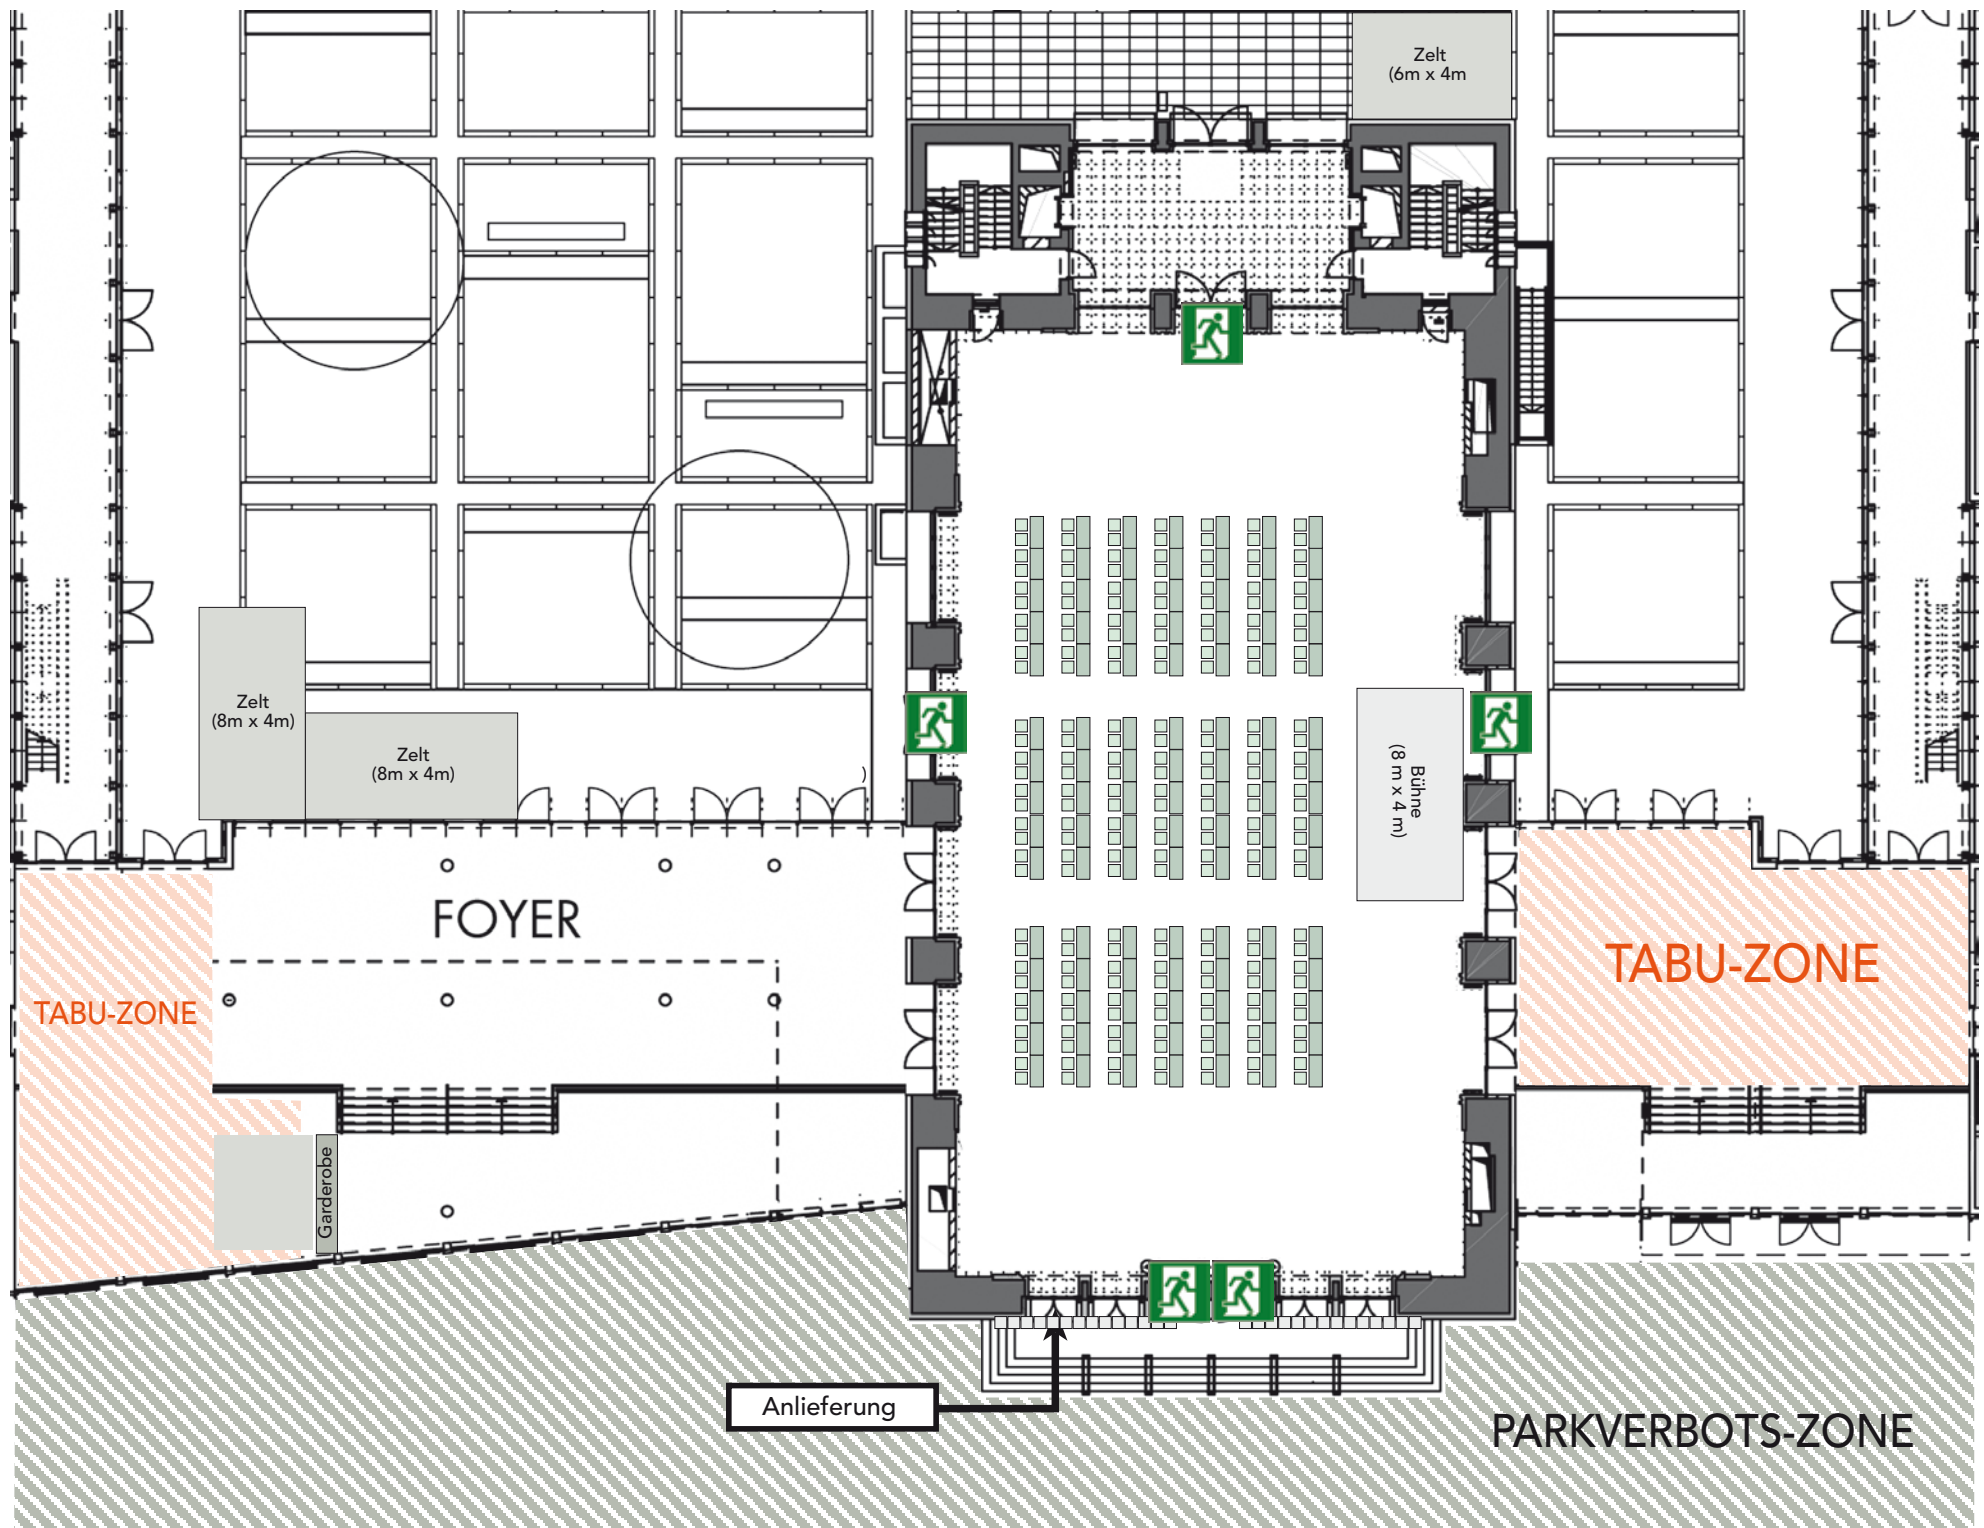 Zelt
(6m x 4m
Zelt
(8m x 4m)
Zelt
(8m x 4m)
)
Bühne
(8 m x 4 m)
FOYER
TABU-ZONE
TABU-ZONE
Garderobe
Anlieferung
PARKVERBOTS-ZONE